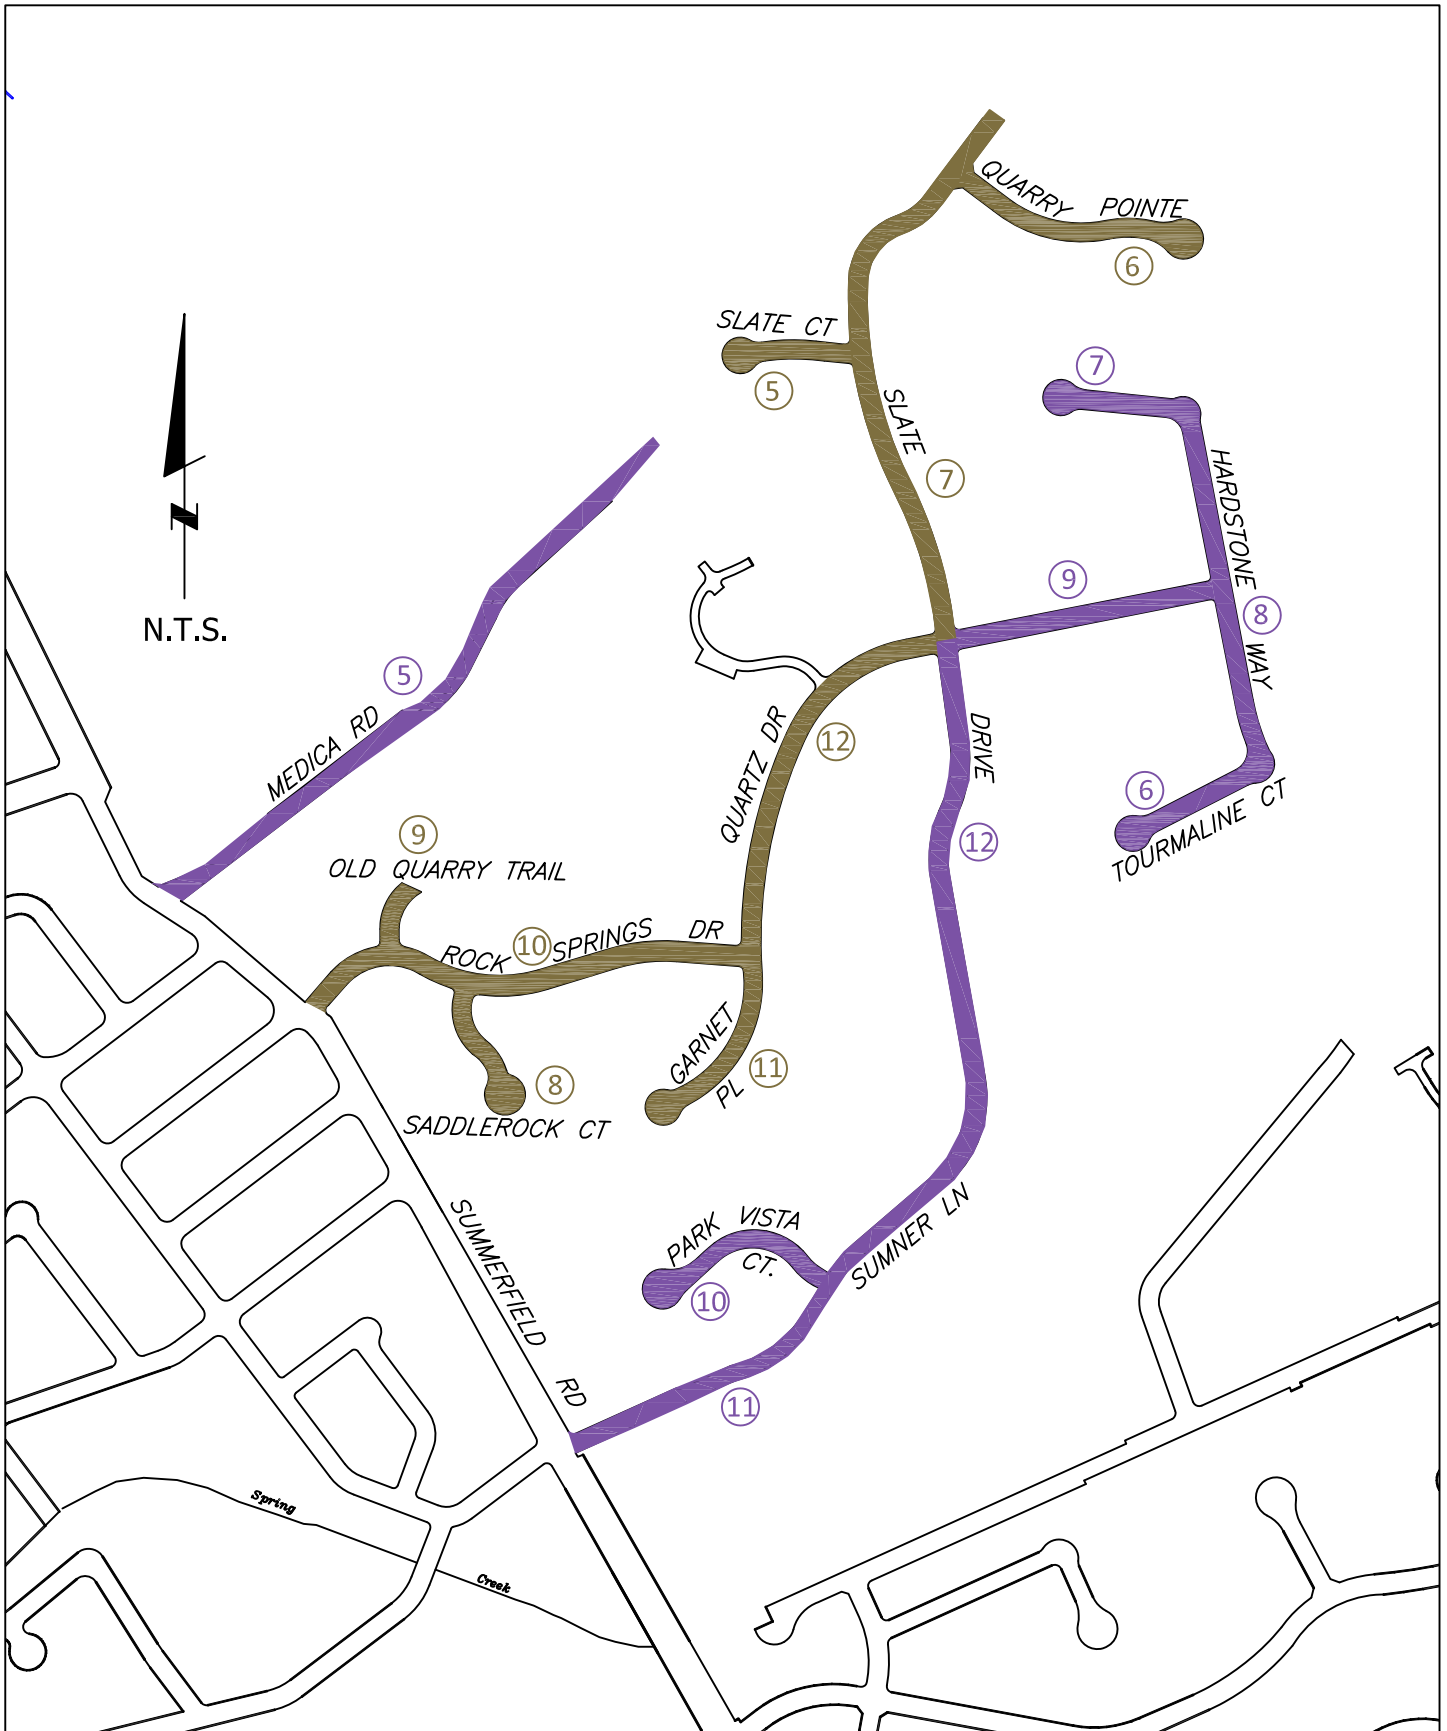 QUARRY POINTE
6
SLATE CT
5
7
SLATE
7
HARDSTONE WAY
9
8
N
N.T.S.
5
MEDICA RD
QUARTZ DR
12
DRIVE
12
6
TOURMALINE CT
9
OLD QUARRY TRAIL
ROCK SPRINGS DR
10
GARNET PL
11
8
SADDLEROCK CT
SUMMERFIELD RD
PARK VISTA CT.
10
SUMNER LN
11
Spring Creek